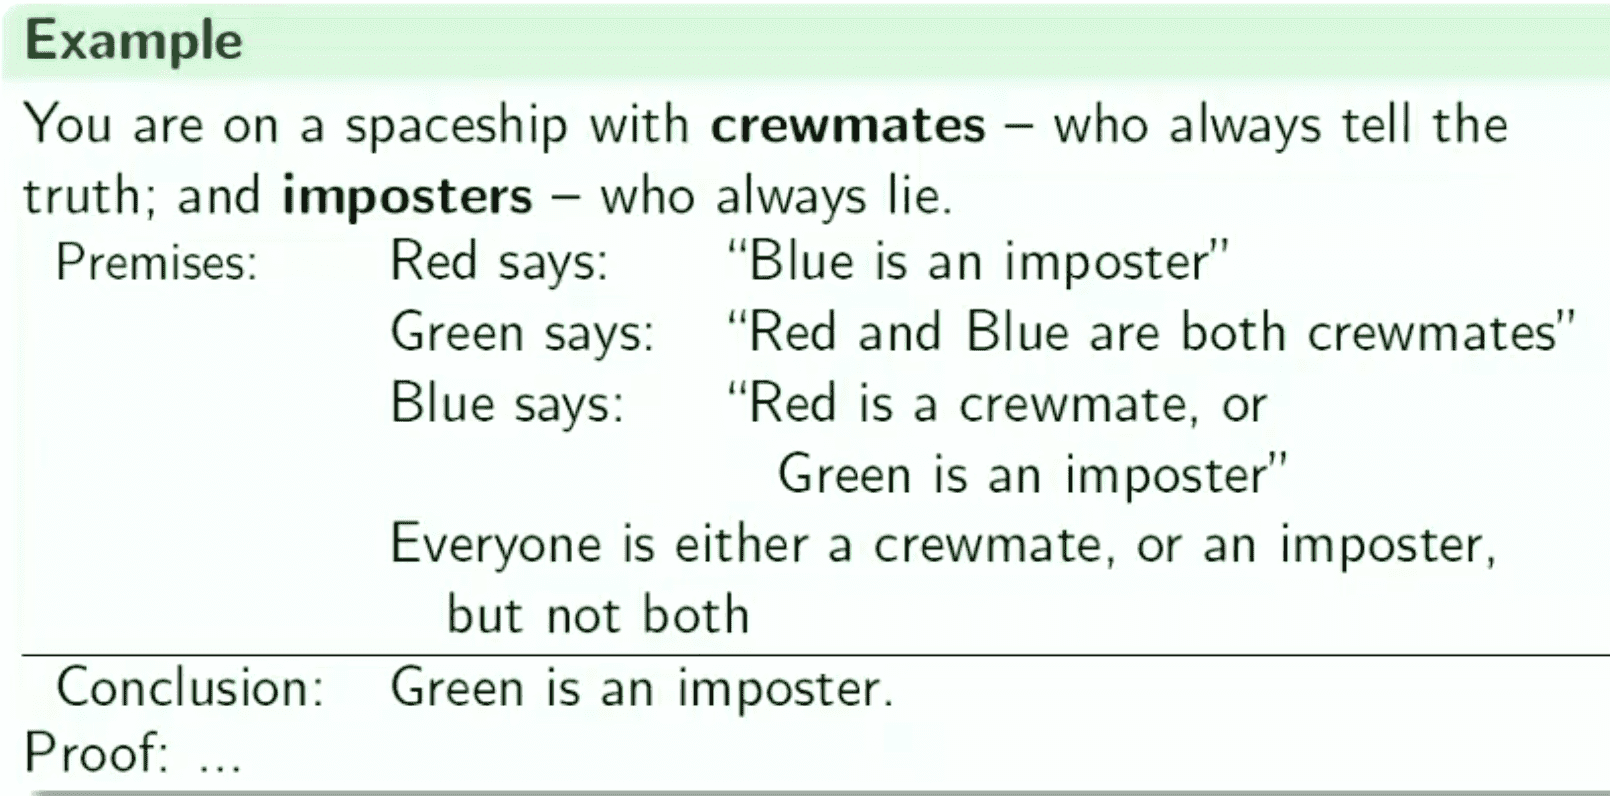 Example
You are on a spaceship with crewmates – who always tell the
truth; and imposters – who always lie.
Premises: Red says: “Blue is an imposter”
Green says: “Red and Blue are both crewmates”
Blue says: “Red is a crewmate, or
Green is an imposter”
Everyone is either a crewmate, or an imposter,
but not both
Conclusion: Green is an imposter.
Proof: ...